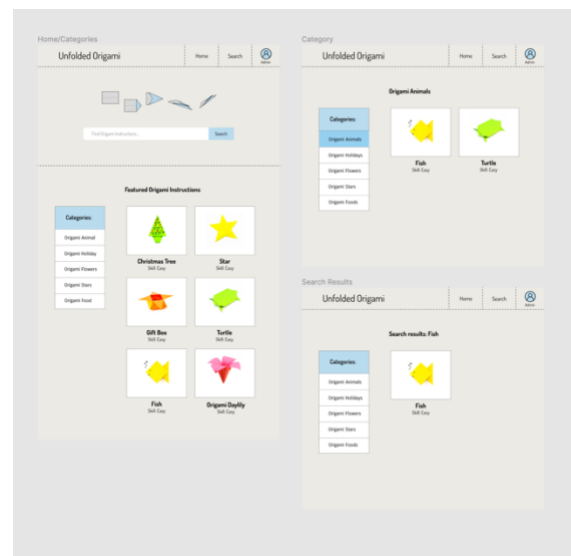 Home/Categories
Unfolded Origami
Home
Search
Admin
Find Origami Instructions...
Search
Featured Origami Instructions
Categories:
Origami Animal
Origami Holiday
Origami Flowers
Origami Stars
Origami Food
Christmas Tree
Skill: Easy
Star
Skill: Easy
Gift Box
Skill: Easy
Turtle
Skill: Easy
Fish
Skill: Easy
Origami Daylily
Skill: Easy
Category
Unfolded Origami
Home
Search
Admin
Origami Animals
Categories:
Origami Animals
Origami Holidays
Origami Flowers
Origami Stars
Origami Foods
Fish
Skill: Easy
Turtle
Skill: Easy
Search Results
Unfolded Origami
Home
Search
Admin
Search results: Fish
Categories:
Origami Animals
Origami Holidays
Origami Flowers
Origami Stars
Origami Foods
Fish
Skill: Easy